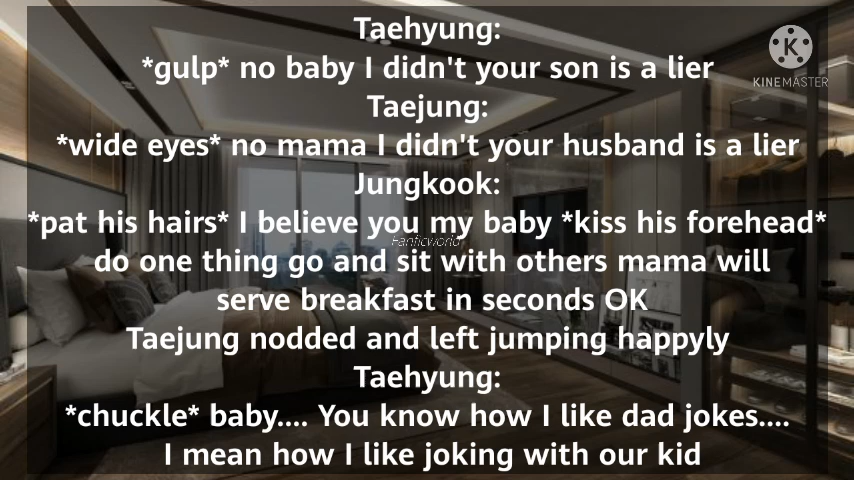 Taehyung:
*gulp* no baby I didn't your son is a lier
Taejung:
*wide eyes* no mama I didn't your husband is a lier
Jungkook:
*pat his hairs* I believe you my baby *kiss his forehead*
do one thing go and sit with others mama will
serve breakfast in seconds OK
Taejung nodded and left jumping happyly
Taehyung:
*chuckle* baby.... You know how I like dad jokes....
I mean how I like joking with our kid
K
KINEMASTER
Fanficworld